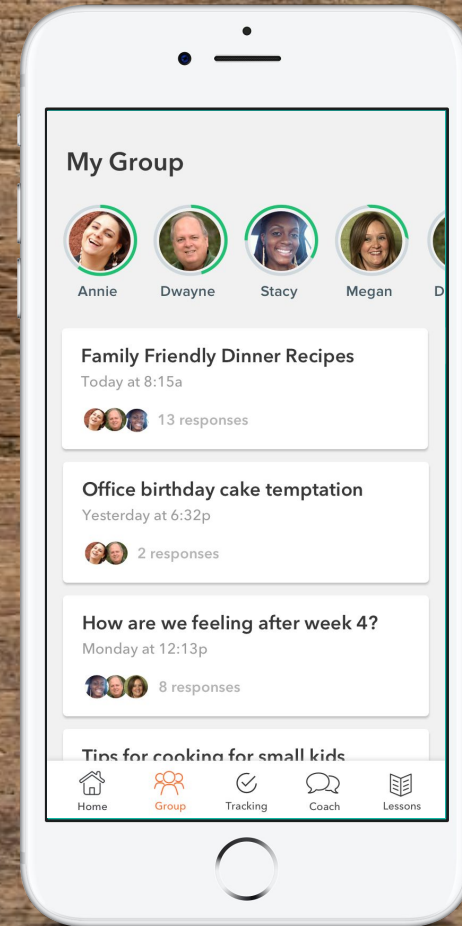 My Group
Annie Dwayne Stacy Megan D
Family Friendly Dinner Recipes
Today at 8:15a
13 responses
Office birthday cake temptation
Yesterday at 6:32p
2 responses
How are we feeling after week 4?
Monday at 12:13p
8 responses
Tips for cooking for small kids
Home Group Tracking Coach Lessons